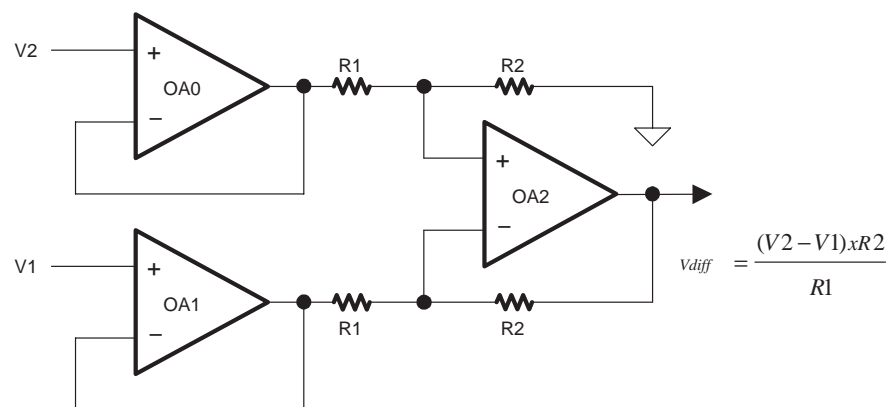 V2
+
OA0
−
R1
R2
+
OA2
−
V1
+
OA1
−
R1
R2
Vdiff = (V2 − V1)xR2
R1